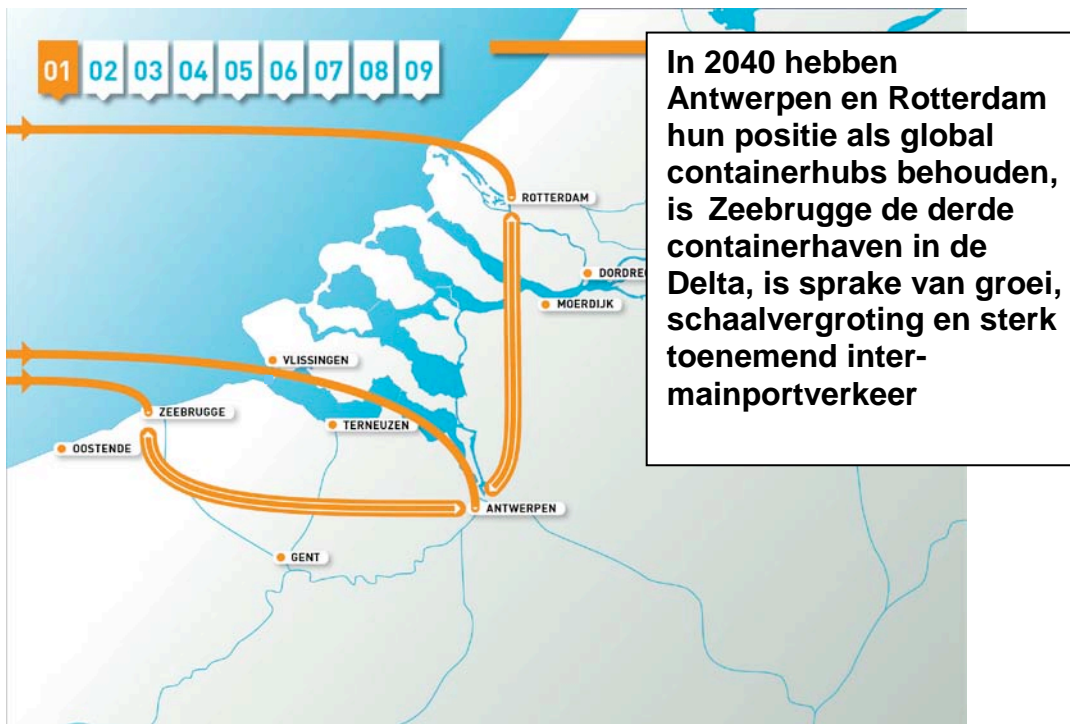 01 02 03 04 05 06 07 08 09
In 2040 hebben
Antwerpen en Rotterdam
hun positie als global
containerhubs behouden,
is Zeebrugge de derde
containerhaven in de
Delta, is sprake van groei,
schaalvergroting en sterk
toenemend inter-
mainportverkeer
ROTTERDAM
MOERDIJK
VLISSINGEN
ZEEBRUGGE
TERNEUZEN
OOSTENDE
ANTWERPEN
GENT